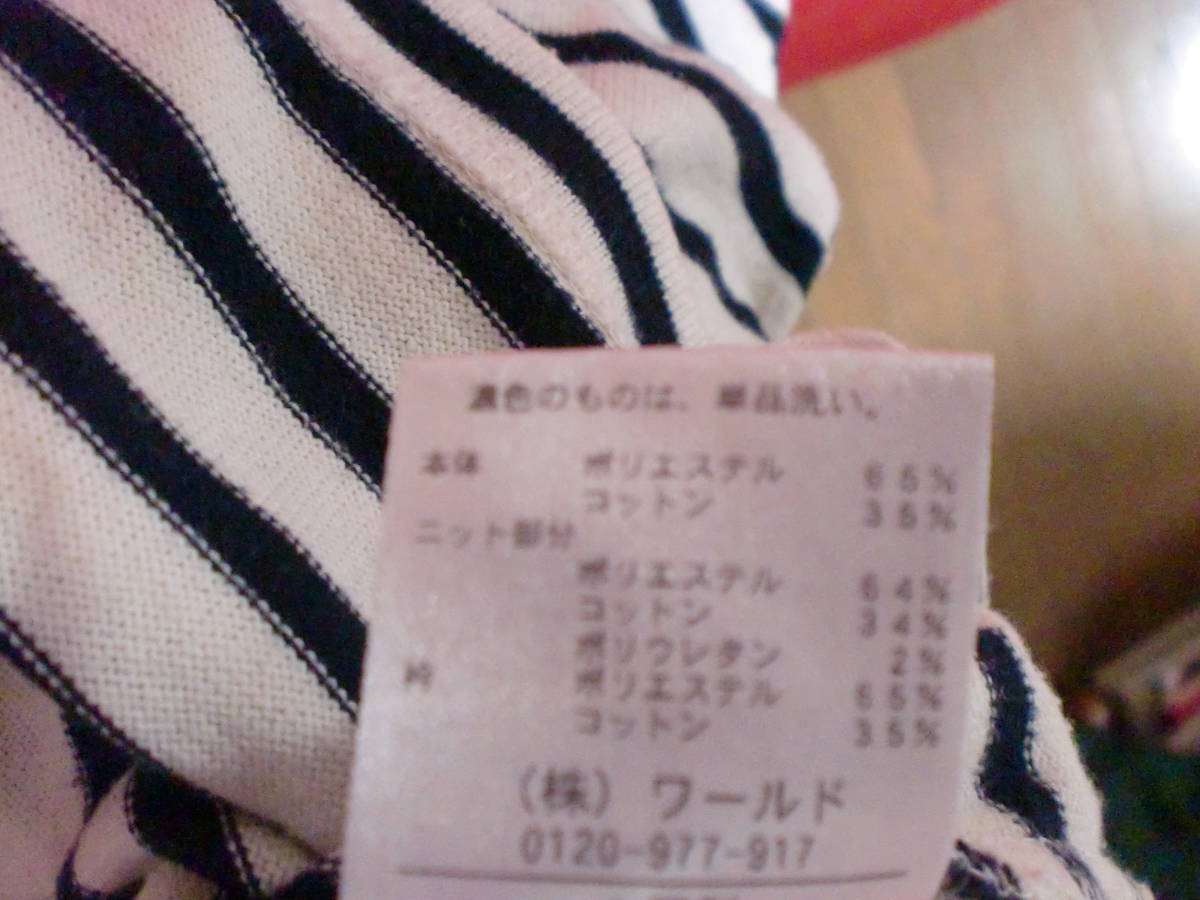 濃色のものは、単品洗い。
本体 ポリエステル 65%
コットン 35%
ニット部分
ポリエステル 64%
コットン 34%
ポリウレタン 2%
衿 ポリエステル 65%
コットン 35%
(株) ワールド
0120-977-917